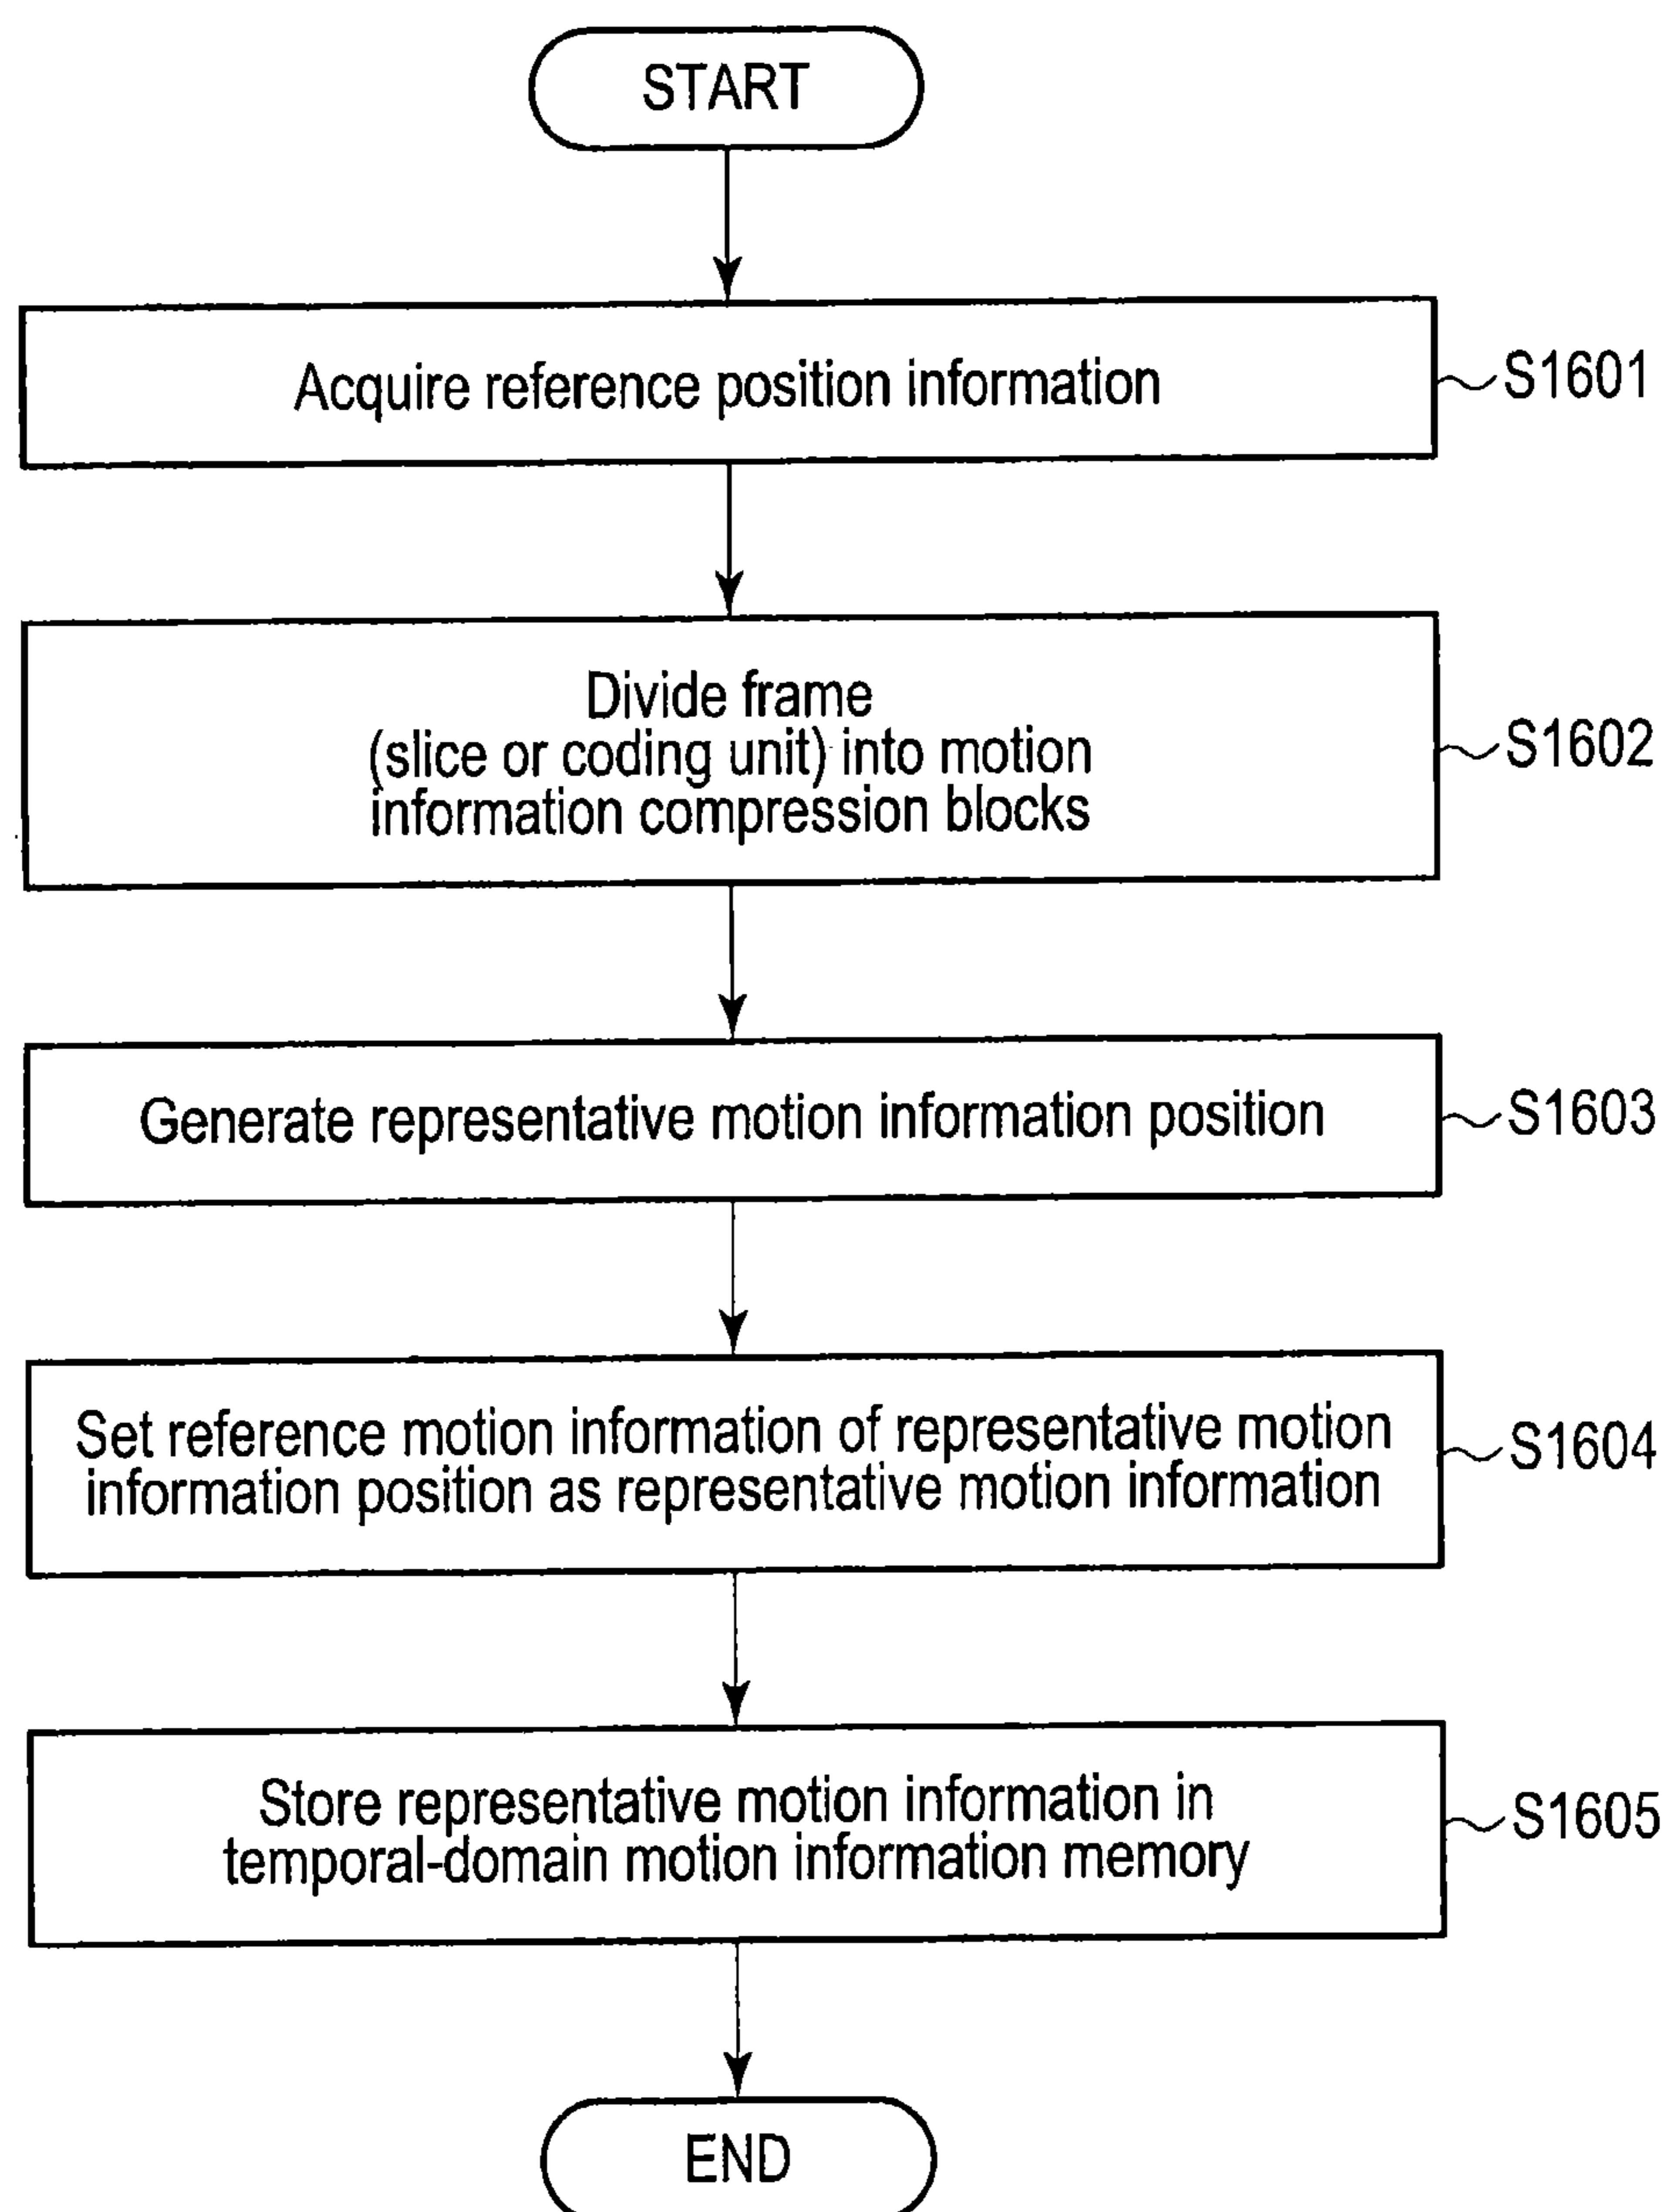 START
Acquire reference position information
S1601
Divide frame
(slice or coding unit) into motion
information compression blocks
S1602
Generate representative motion information position
S1603
Set reference motion information of representative motion
information position as representative motion information
S1604
Store representative motion information in
temporal-domain motion information memory
S1605
END